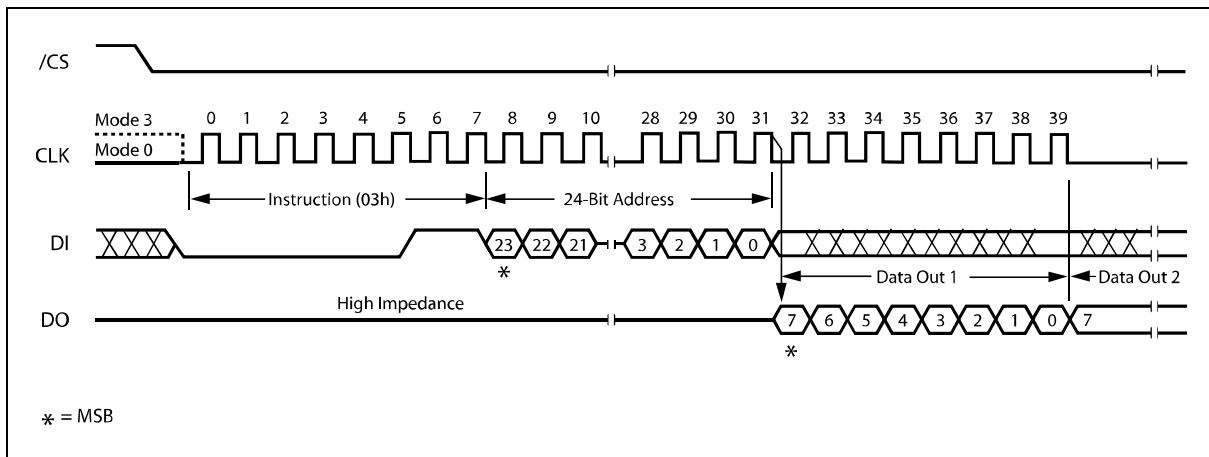 /CS
Mode 3
0 1 2 3 4 5 6 7 8 9 10 28 29 30 31 32 33 34 35 36 37 38 39
CLK
Mode 0
Instruction (03h) 24-Bit Address
DI
23 22 21 3 2 1 0
*
Data Out 1 Data Out 2
High Impedance
DO
7 6 5 4 3 2 1 0 7
*
* = MSB